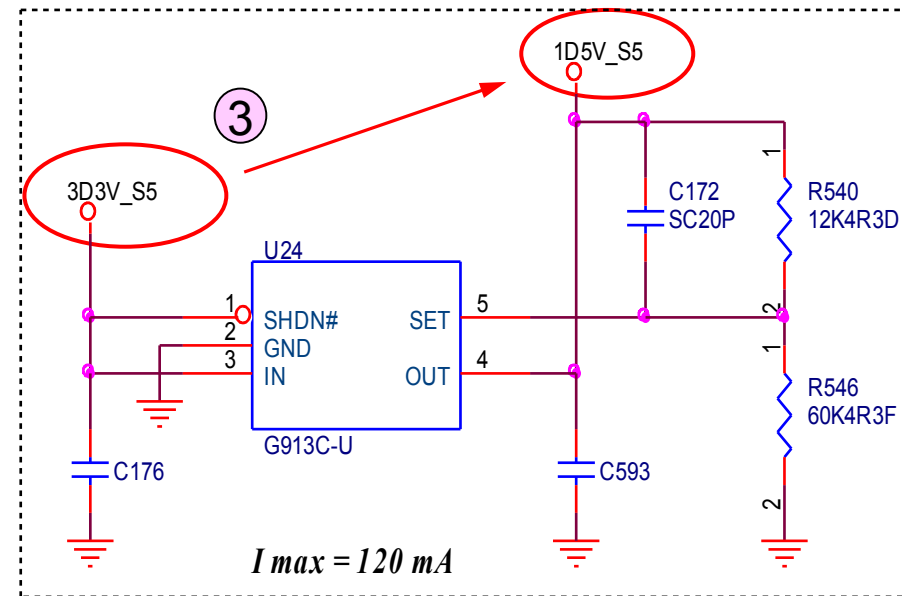 1D5V_S5
3
3D3V_S5
C172
SC20P
1
R540
12K4R3D
2
U24
1
SHDN#
SET
5
2
GND
3
IN
OUT
4
G913C-U
1
R546
60K4R3F
2
C176
C593
I max = 120 mA